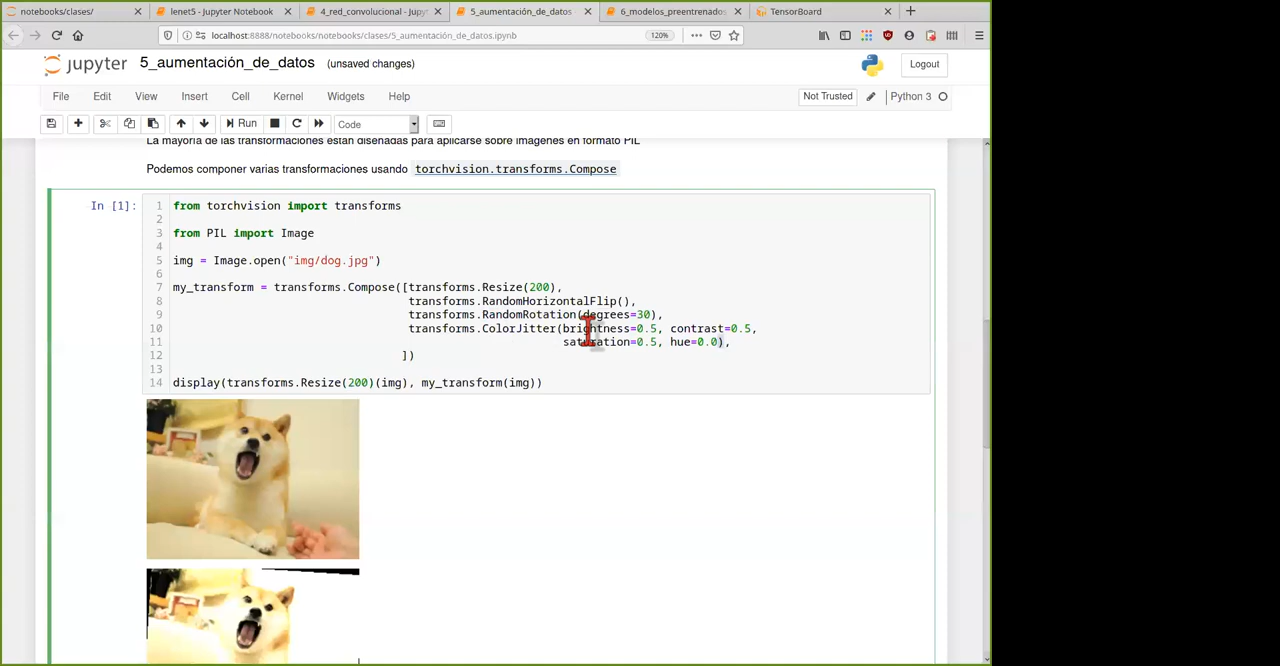 notebooks/clases/
lenet5 - Jupyter Notebook
4_red_convolucional - Jupyt
5_aumentación_de_datos
6_modelos_preentrenados
TensorBoard
localhost:8888/notebooks/notebooks/clases/5_aumentación_de_datos.ipynb
120%
jupyter 5_aumentación_de_datos (unsaved changes)
Logout
File Edit View Insert Cell Kernel Widgets Help
Not Trusted
Python 3
Run
Code
La mayoría de las transformaciones están diseñadas para aplicarse sobre imágenes en formato PIL
Podemos componer varias transformaciones usando torchvision.transforms.Compose
In [1]:
1 from torchvision import transforms
2
3 from PIL import Image
4
5 img = Image.open("img/dog.jpg")
6
7 my_transform = transforms.Compose([transforms.Resize(200),
8 transforms.RandomHorizontalFlip(),
9 transforms.RandomRotation(degrees=30),
10 transforms.ColorJitter(brightness=0.5, contrast=0.5,
11 saturation=0.5, hue=0.0),
12 ])
13
14 display(transforms.Resize(200)(img), my_transform(img))